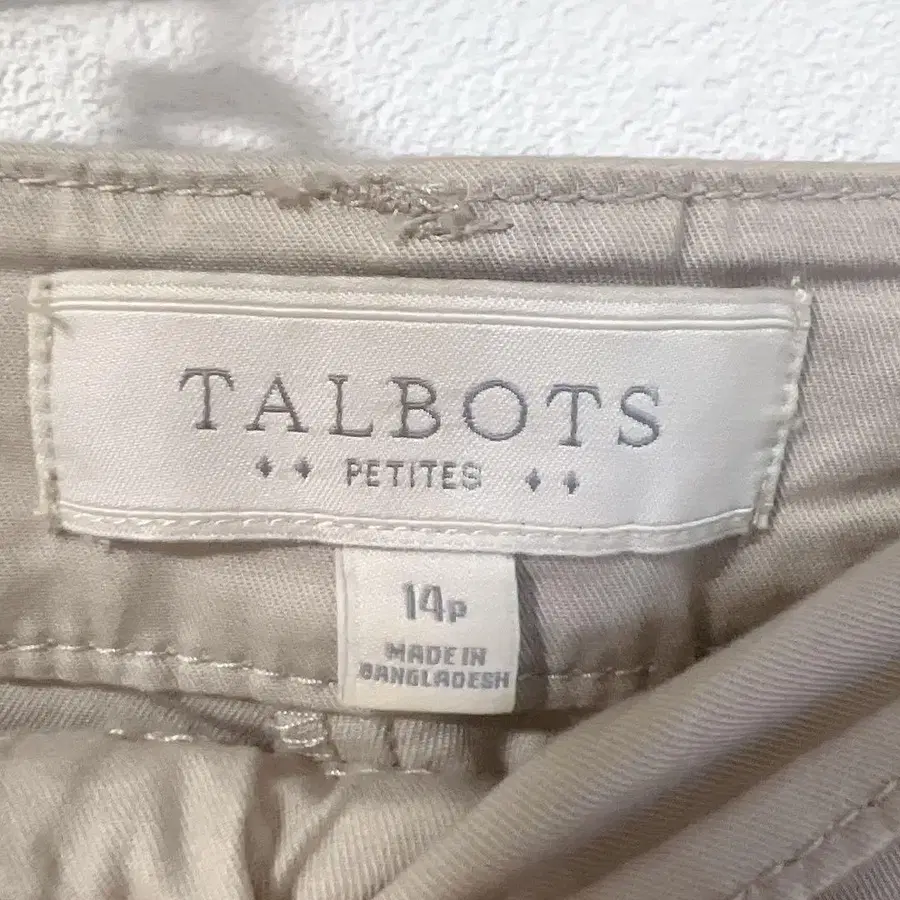 TALBOTS
PETITES
14P
MADE IN
BANGLADESH